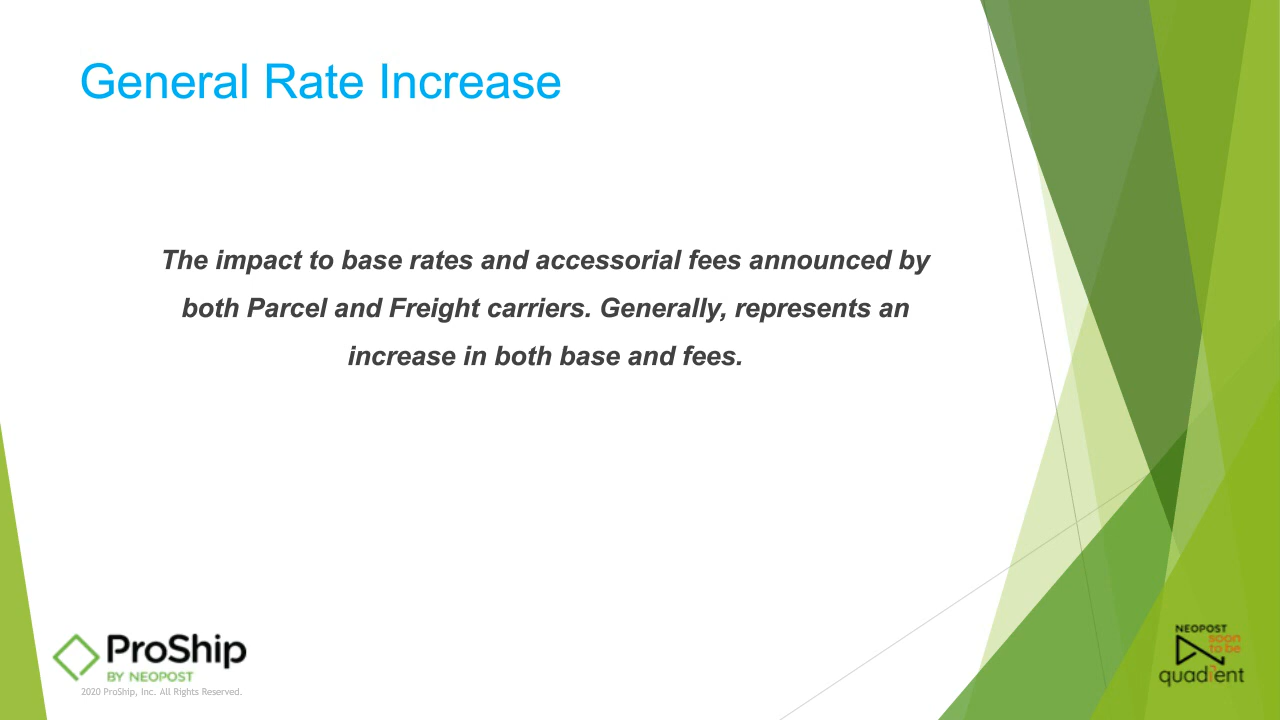 General Rate Increase
The impact to base rates and accessorial fees announced by
both Parcel and Freight carriers. Generally, represents an
increase in both base and fees.
ProShip
BY NEOPOST
2020 ProShip, Inc. All Rights Reserved.
NEOPOST
soon
to be
quadient